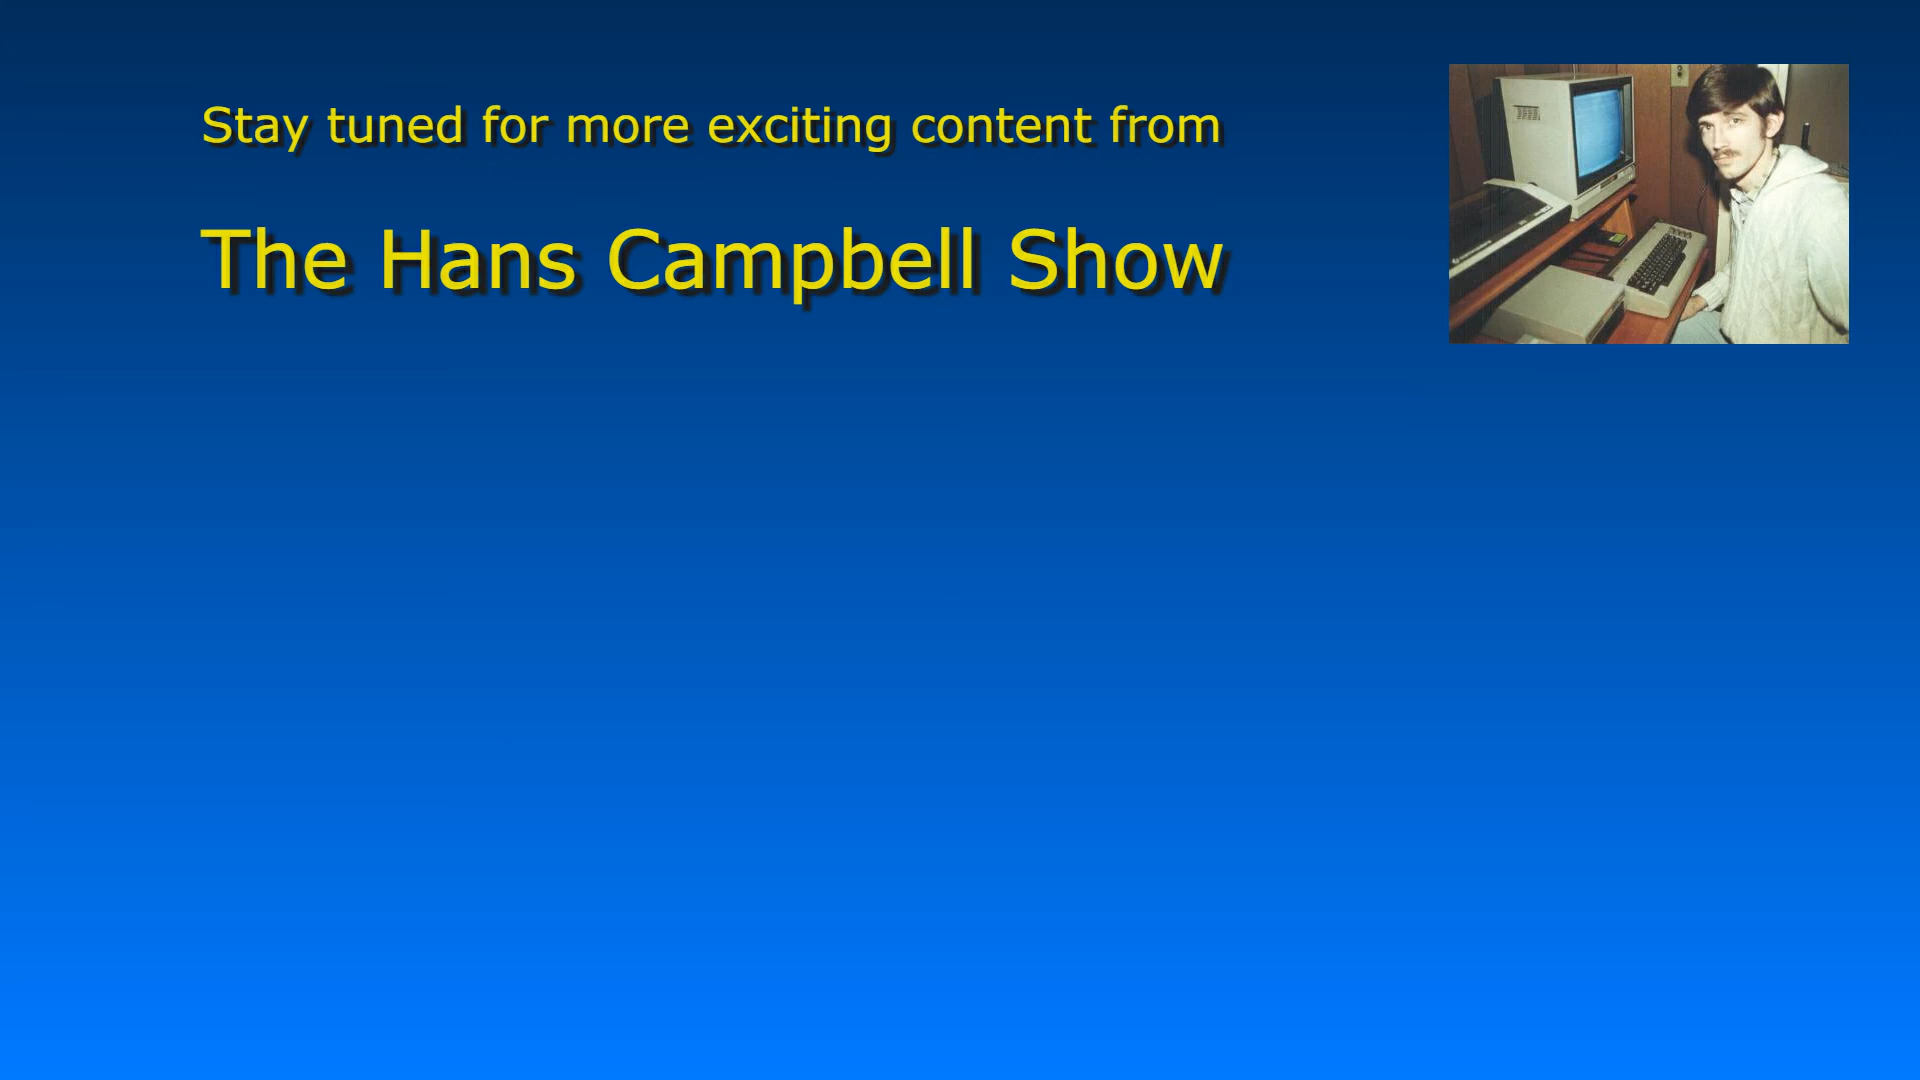 Stay tuned for more exciting content from
The Hans Campbell Show